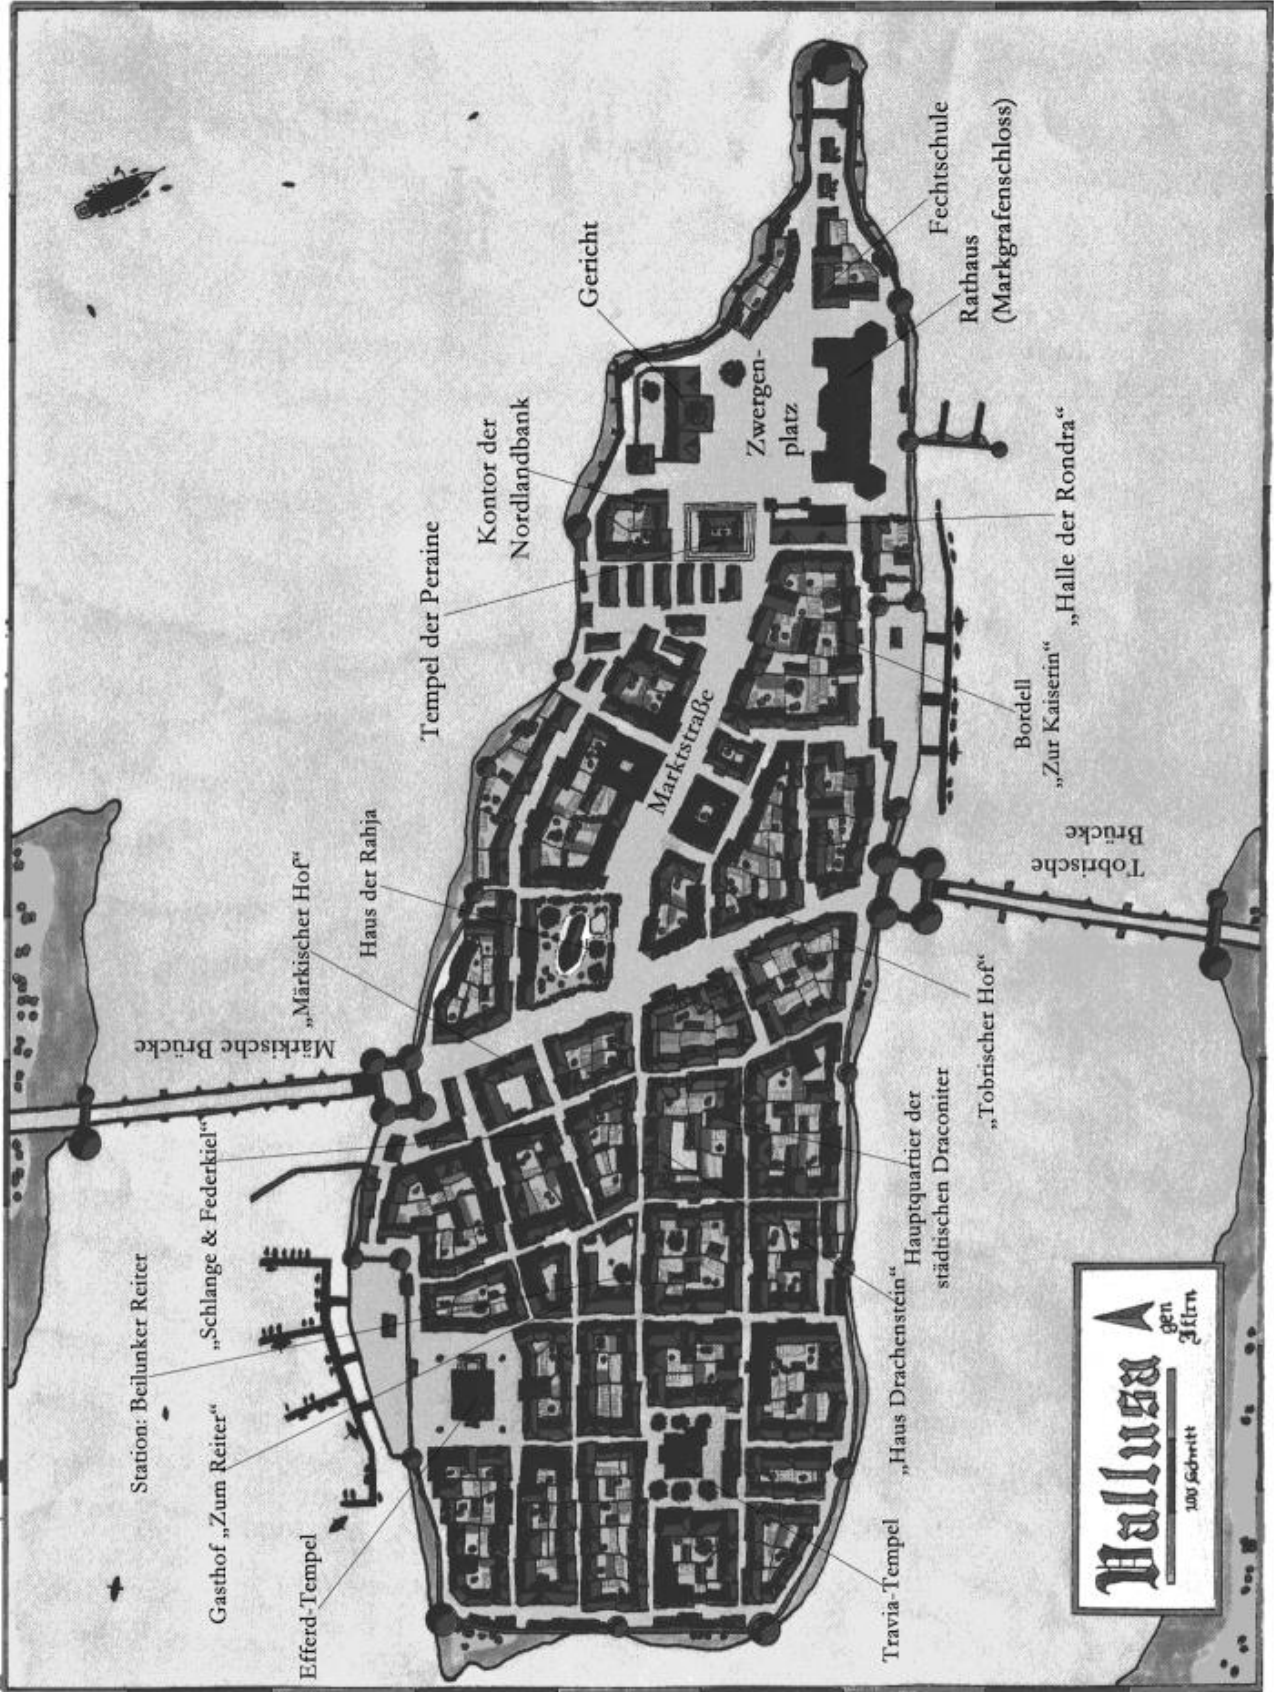 Gericht
Fechtschule
Rathaus
(Markgrafenschloss)
Zwergen-
platz
Kontor der
Nordlandbank
Tempel der Peraine
„Halle der Rondra“
Bordell
„Zur Kaiserin“
Marktstraße
Haus der Rahja
„Märkischer Hof“
Märkische Brücke
Tobrische
Brücke
„Tobrischer Hof“
Hauptquartier der
städtischen Draconiter
„Haus Drachenstein“
„Schlange & Federkiel“
Station: Beilunker Reiter
Gasthof „Zum Reiter“
Efferd-Tempel
Travia-Tempel
Vallusa
200 Schritt
gen
Ifirn